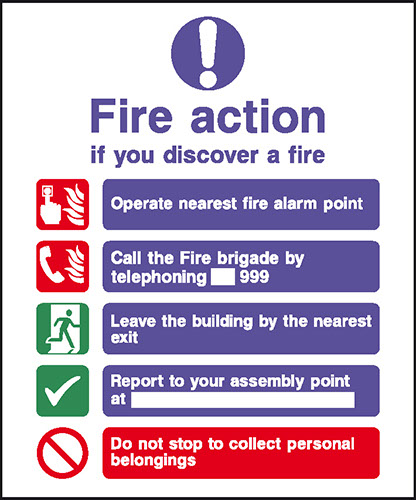 Fire action
if you discover a fire
Operate nearest fire alarm point
Call the Fire brigade by
telephoning 999
Leave the building by the nearest
exit
Report to your assembly point
at
Do not stop to collect personal
belongings